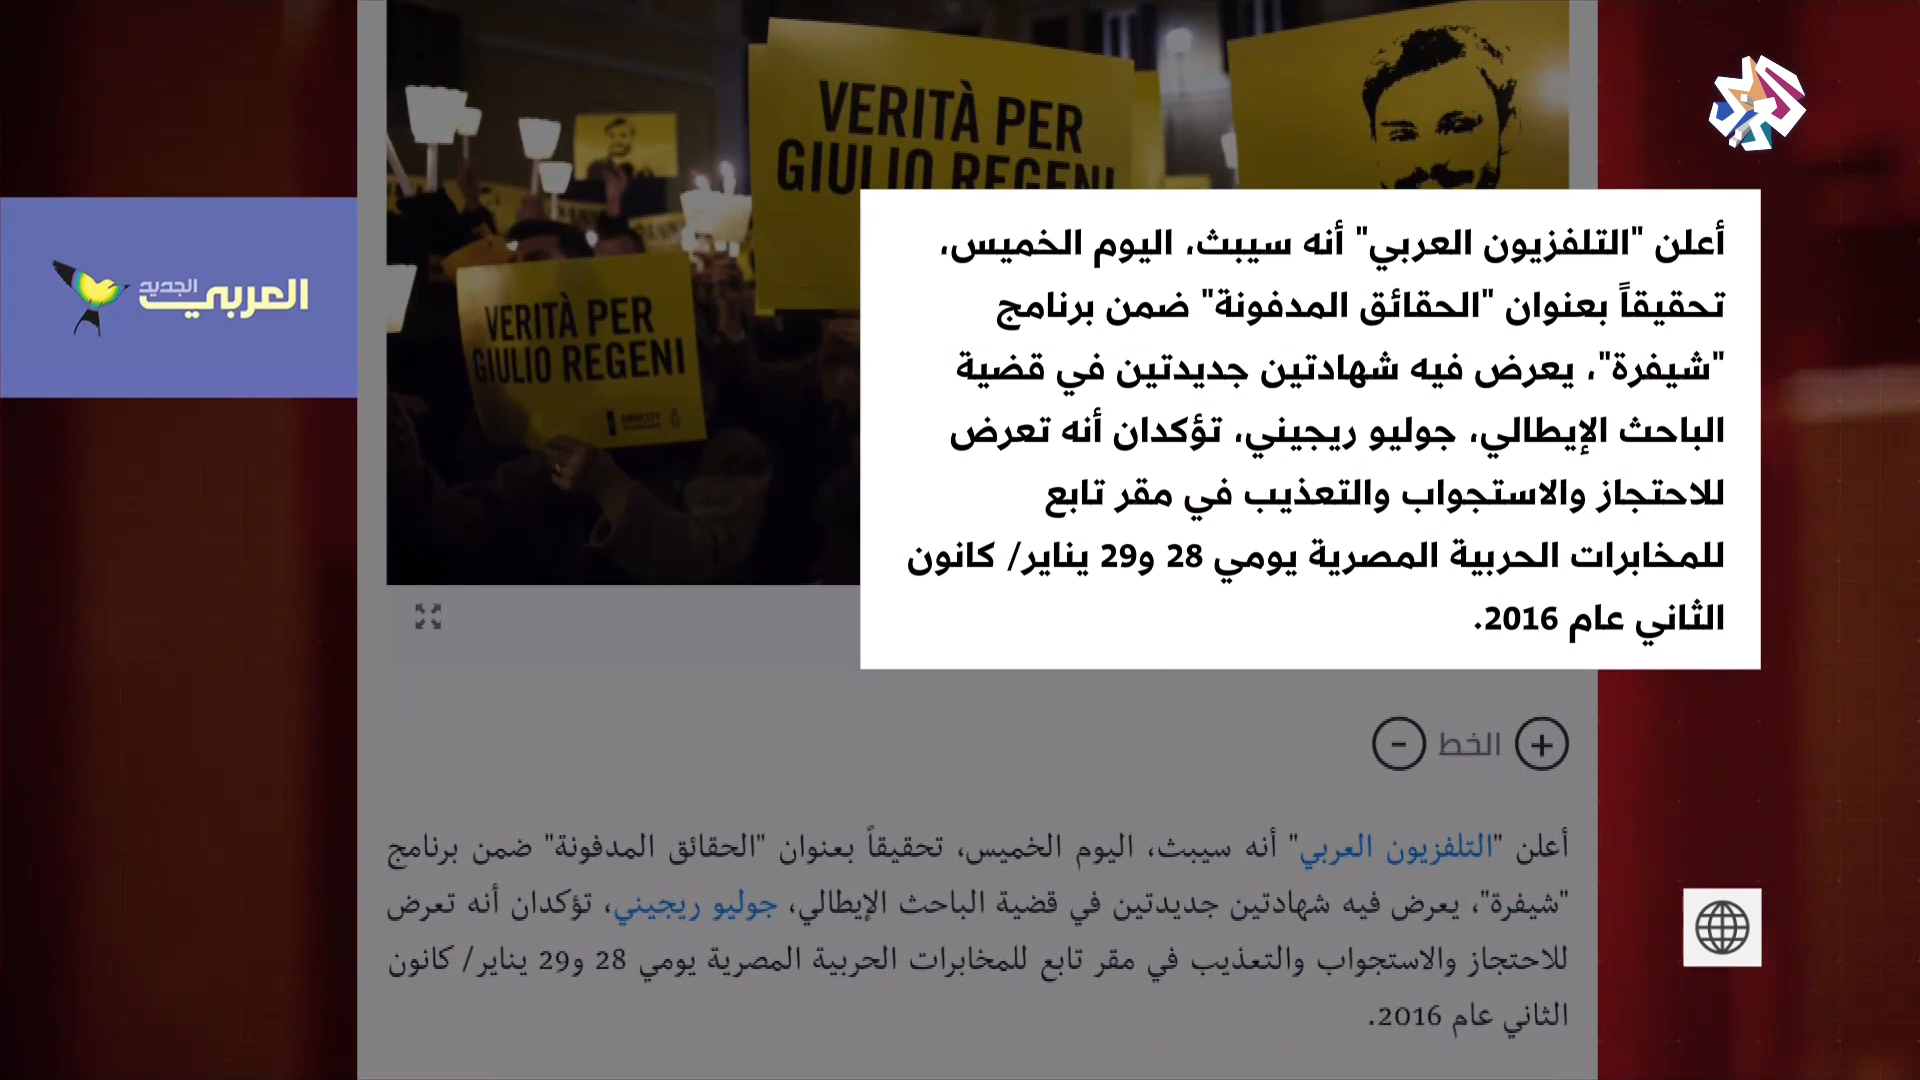 VERITÀ PER
GIULIO REGENI
VERITÀ PER
GIULIO REGENI
AMNESTY
العربي الجديد
أعلن "التلفزيون العربي" أنه سيبث، اليوم الخميس،
تحقيقاً بعنوان "الحقائق المدفونة" ضمن برنامج
"شيفرة"، يعرض فيه شهادتين جديدتين في قضية
الباحث الإيطالي، جوليو ريجيني، تؤكدان أنه تعرض
للاحتجاز والاستجواب والتعذيب في مقر تابع
للمخابرات الحربية المصرية يومي 28 و29 يناير/ كانون
الثاني عام 2016.
+ الخط -
أعلن "التلفزيون العربي" أنه سيبث، اليوم الخميس، تحقيقاً بعنوان "الحقائق المدفونة" ضمن برنامج
"شيفرة"، يعرض فيه شهادتين جديدتين في قضية الباحث الإيطالي، جوليو ريجيني، تؤكدان أنه تعرض
للاحتجاز والاستجواب والتعذيب في مقر تابع للمخابرات الحربية المصرية يومي 28 و29 يناير/ كانون
الثاني عام 2016.